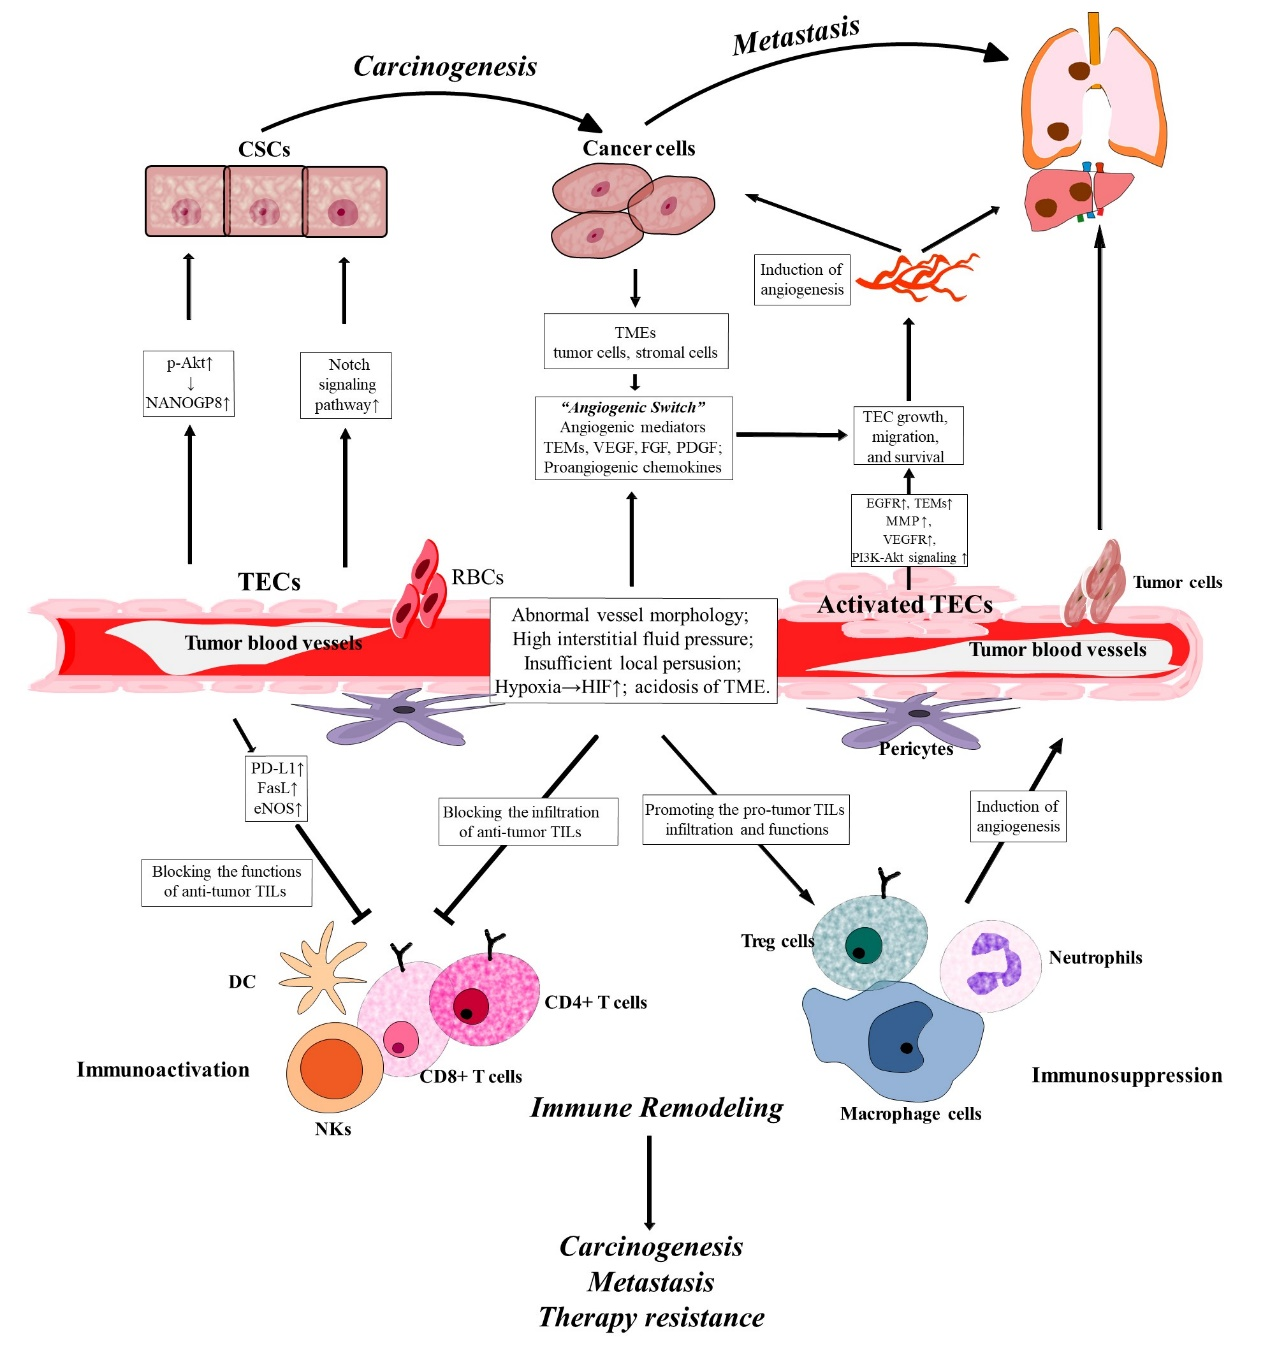 Metastasis
Carcinogenesis
CSCs
Cancer cells
Induction of
angiogenesis
TMEs
tumor cells, stromal cells
p-Akt↑
↓
NANOGP8↑
Notch
signaling
pathway↑
“Angiogenic Switch”
Angiogenic mediators
TEMs, VEGF, FGF, PDGF;
Proangiogenic chemokines
TEC growth,
migration,
and survival
EGFR↑, TEMs↑
MMP↑,
VEGFR↑,
PI3K-Akt signaling ↑
TECs
RBCs
Tumor cells
Activated TECs
Abnormal vessel morphology;
High interstitial fluid pressure;
Insufficient local persusion;
Hypoxia→HIF↑; acidosis of TME.
Tumor blood vessels
Tumor blood vessels
Pericytes
PD-L1↑
FasL↑
eNOS↑
Blocking the infiltration
of anti-tumor TILs
Promoting the pro-tumor TILs
infiltration and functions
Induction of
angiogenesis
Blocking the functions
of anti-tumor TILs
Treg cells
Neutrophils
DC
CD4+ T cells
Immunoactivation
CD8+ T cells
Immunosuppression
Immune Remodeling
Macrophage cells
NKs
Carcinogenesis
Metastasis
Therapy resistance